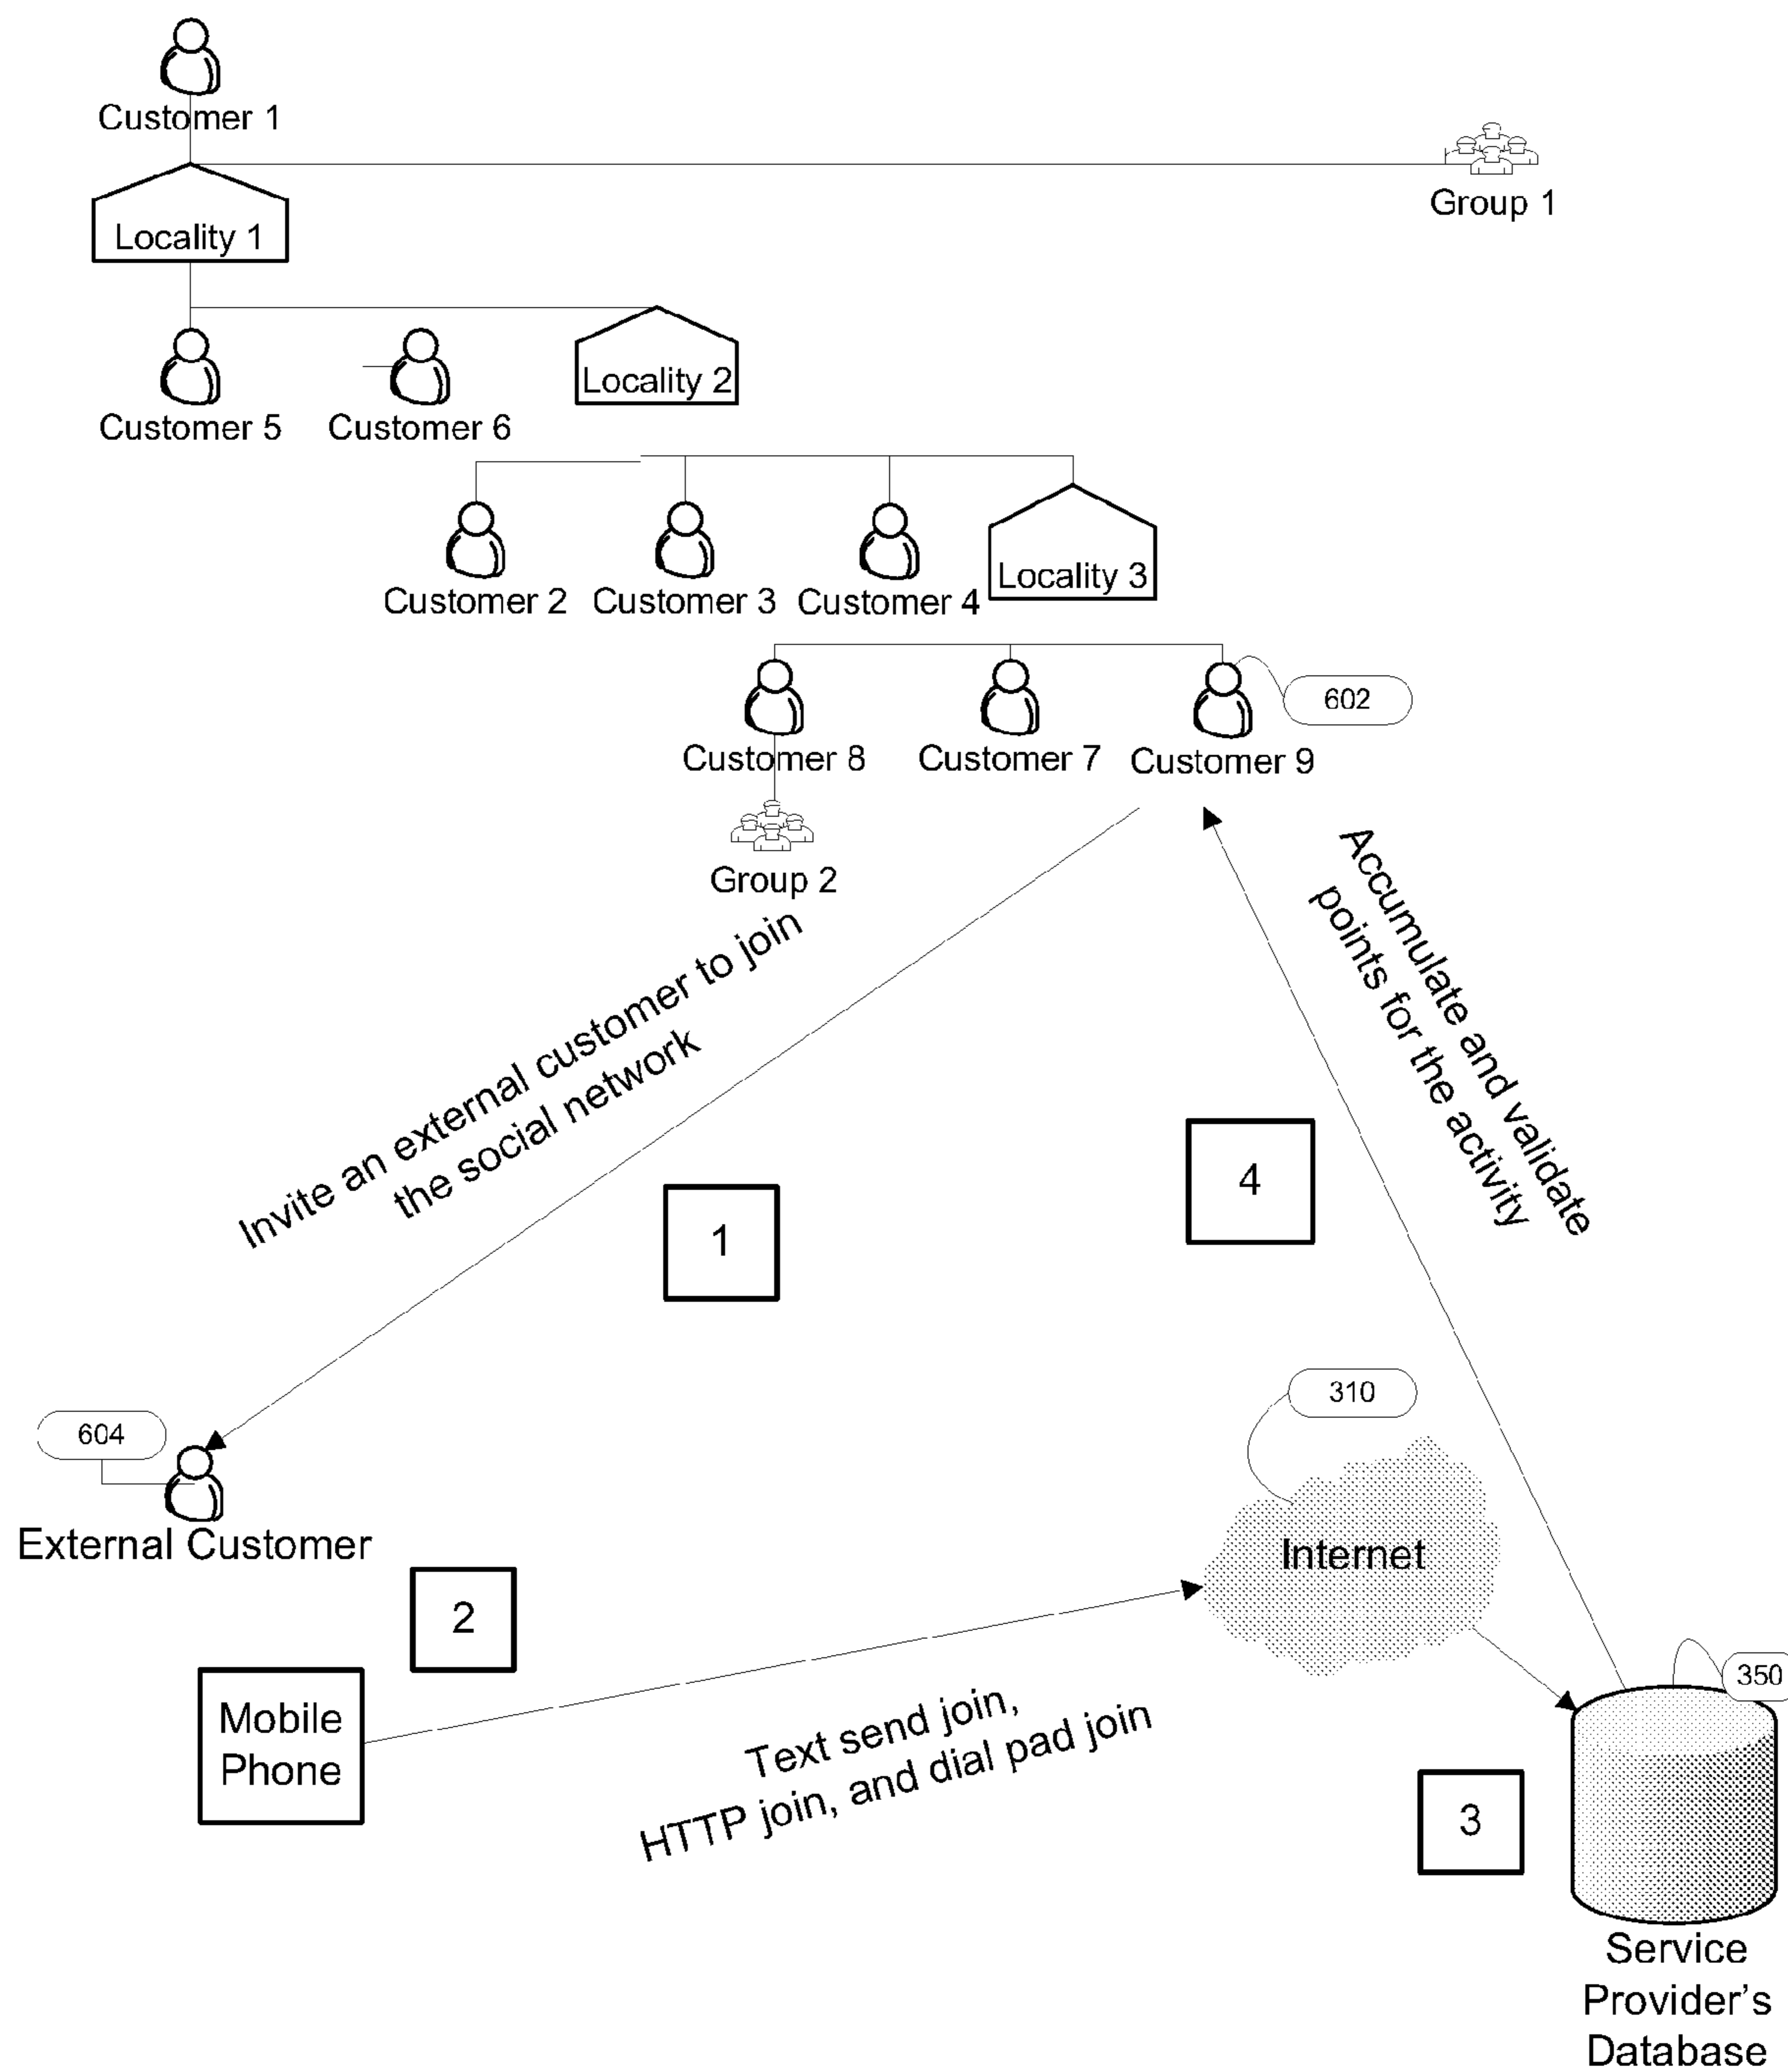 Customer 1
Group 1
Locality 1
Locality 2
Customer 5
Customer 6
Locality 3
Customer 2
Customer 3
Customer 4
602
Customer 8
Customer 7
Customer 9
Group 2
Invite an external customer to join
the social network
Accumulate and validate
points for the activity
1
4
310
604
External Customer
Internet
2
350
Mobile
Phone
Text send join,
HTTP join, and dial pad join
3
Service
Provider's
Database